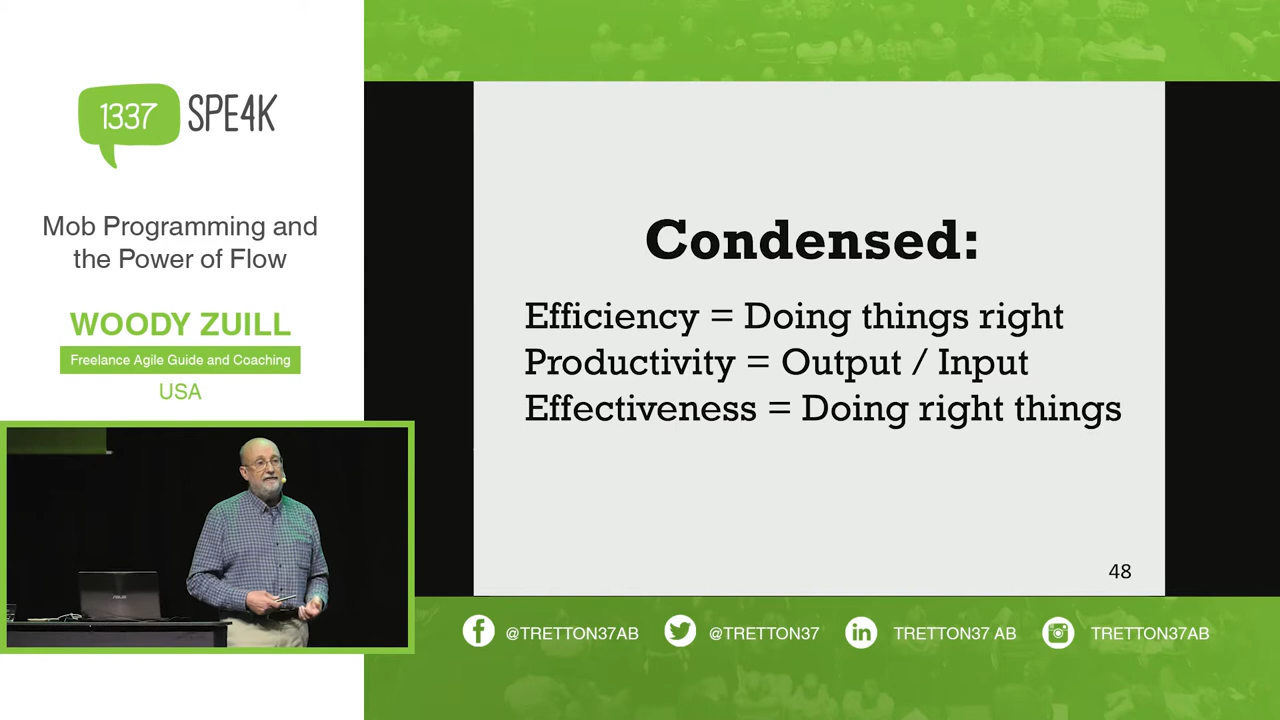 1337 SPE4K
Mob Programming and
the Power of Flow
WOODY ZUILL
Freelance Agile Guide and Coaching
USA
Condensed:
Efficiency = Doing things right
Productivity = Output / Input
Effectiveness = Doing right things
48
@TRETTON37AB
@TRETTON37
TRETTON37 AB
TRETTON37AB